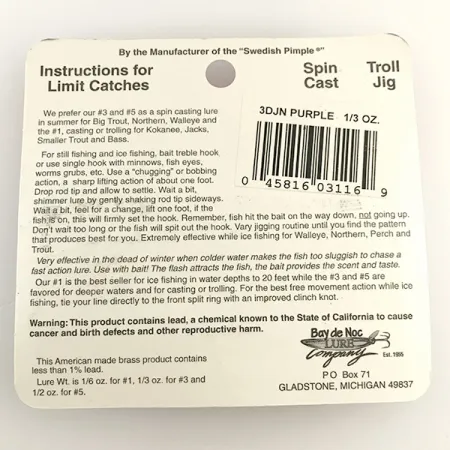 By the Manufacturer of the "Swedish Pimple®"
Instructions for
Limit Catches
Spin Troll
Cast Jig
We prefer our #3 and #5 as a spin casting lure
in summer for Big Trout, Northern, Walleye and
the #1, casting or trolling for Kokanee, Jacks,
Smaller Trout and Bass.
3DJN PURPLE 1/3 OZ.
0 45816 03116 9
For still fishing and ice fishing, bait treble hook
or use single hook with minnows, fish eyes,
worms grubs, etc. Use a "chugging" or bobbing
action, a sharp lifting action of about one foot.
Drop rod tip and allow to settle. Wait a bit,
shimmer lure by gently shaking rod tip sideways.
Wait a bit, feel for a change, lift one foot, if the
fish is on, this will firmly set the hook. Remember, fish hit the bait on the way down, not going up.
Don't wait too long or the fish will spit out the hook. Vary jigging routine until you find the pattern
that produces best for you. Extremely effective while ice fishing for Walleye, Northern, Perch and
Trout.
Very effective in the dead of winter when colder water makes the fish too sluggish to chase a
fast action lure. Use with bait! The flash attracts the fish, the bait provides the scent and taste.
Our #1 is the best seller for ice fishing in water depths to 20 feet while the #3 and #5 are
favored for deeper waters and for casting or trolling. For the best free movement action while ice
fishing, tie your line directly to the front split ring with an improved clinch knot.
Warning: This product contains lead, a chemical known to the State of California to cause
cancer and birth defects and other reproductive harm.
This American made brass product contains
less than 1% lead.
Lure Wt. is 1/6 oz. for #1, 1/3 oz. for #3 and
1/2 oz. for #5.
Bay de Noc
LURE
Company
Est. 1955
P O Box 71
GLADSTONE, MICHIGAN 49837